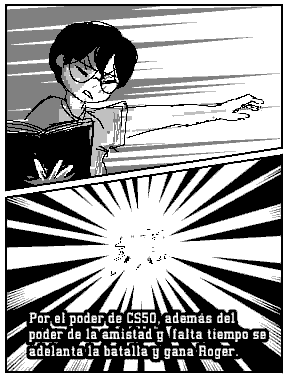 Por el poder de CS50, además del
poder de la amistad y falta tiempo se
adelanta la batalla y gana Roger.